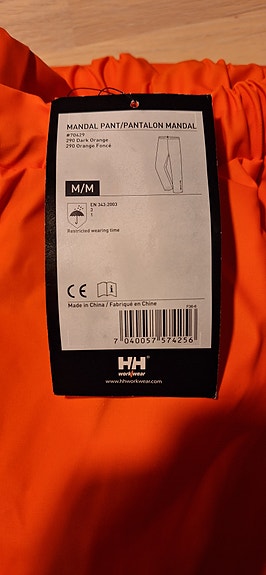 MANDAL PANT/PANTALON MANDAL
#70429
290 Dark Orange
290 Orange Foncé
M/M
EN 343:2003
3
1
Restricted wearing time
CE i
Made in China / Fabriqué en Chine
7 040057 574256
HH
workwear
www.hhworkwear.com